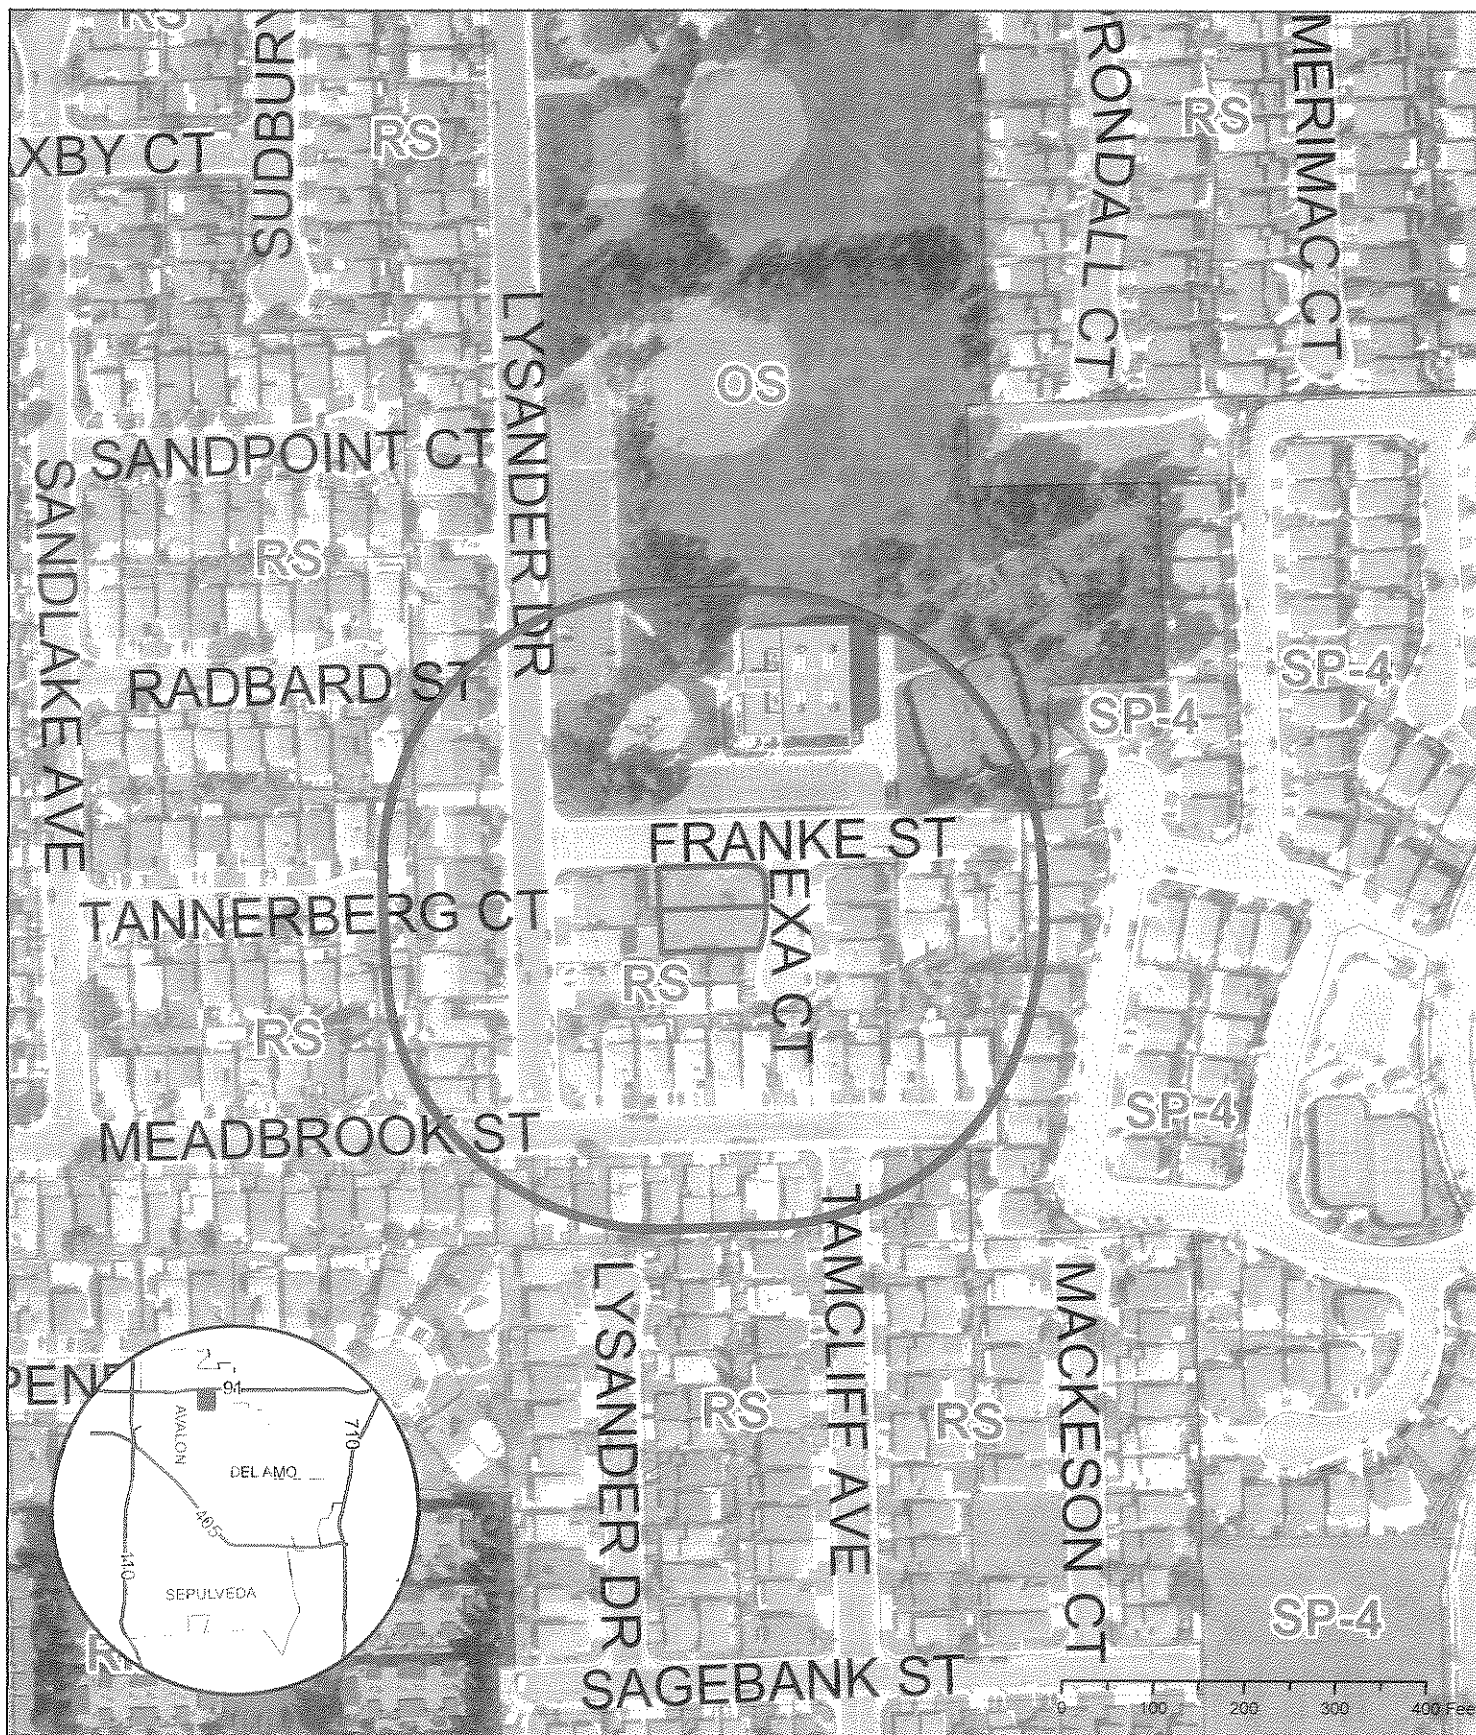 RS
SUDBURY
RONDALL CT
MERIMAC CT
XBY CT
RS
RS
LYSANDER DR
OS
SANDPOINT CT
SANDLAKE AVE
RS
RADBARD ST
SP-4
SP-4
FRANKE ST
TANNERBERG CT
EXA CT
RS
RS
MEADBROOK ST
SP-4
TAMCLIFF AVE
LYSANDER DR
MACKESON CT
PEN
91
AVALON
710
RS
RS
DEL AMO
405
110
SEPULVEDA
SP-4
SAGEBANK ST
0 100 200 300 400 Fee